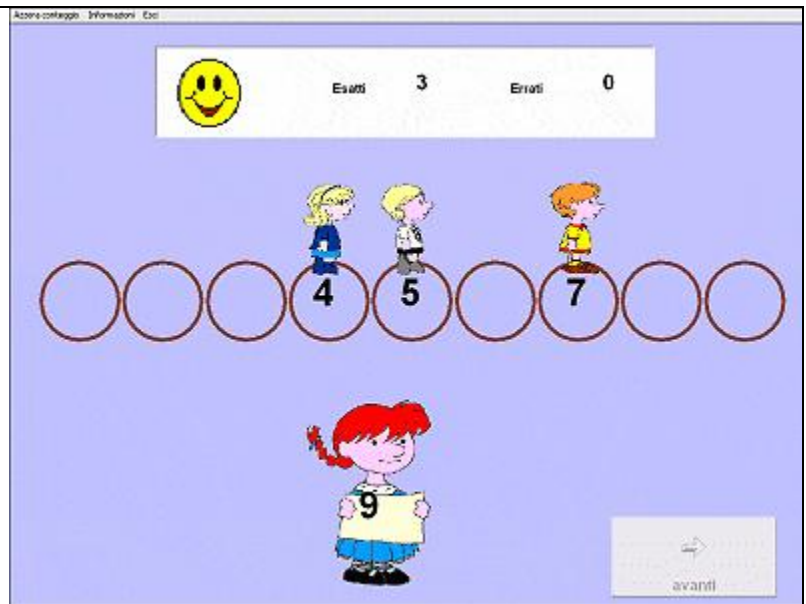 Azzera conteggio Informazioni Esci
Esatti 3 Errati 0
4 5 7
9
avanti